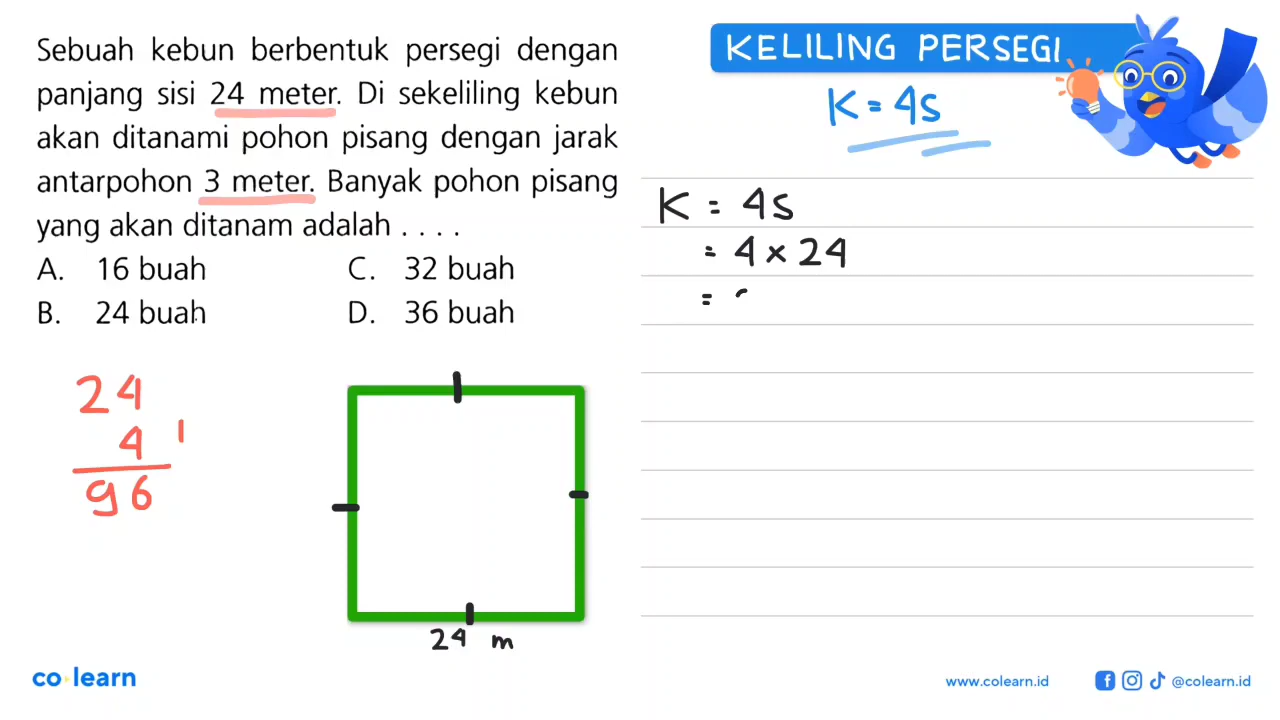 Sebuah kebun berbentuk persegi dengan
panjang sisi 24 meter. Di sekeliling kebun
akan ditanami pohon pisang dengan jarak
antarpohon 3 meter. Banyak pohon pisang
yang akan ditanam adalah . . . .
A. 16 buah C. 32 buah
B. 24 buah D. 36 buah
24
4 1
96
24 m
KELILING PERSEGI
K = 4s
K = 4s
= 4 × 24
=
co learn
www.colearn.id @colearn.id